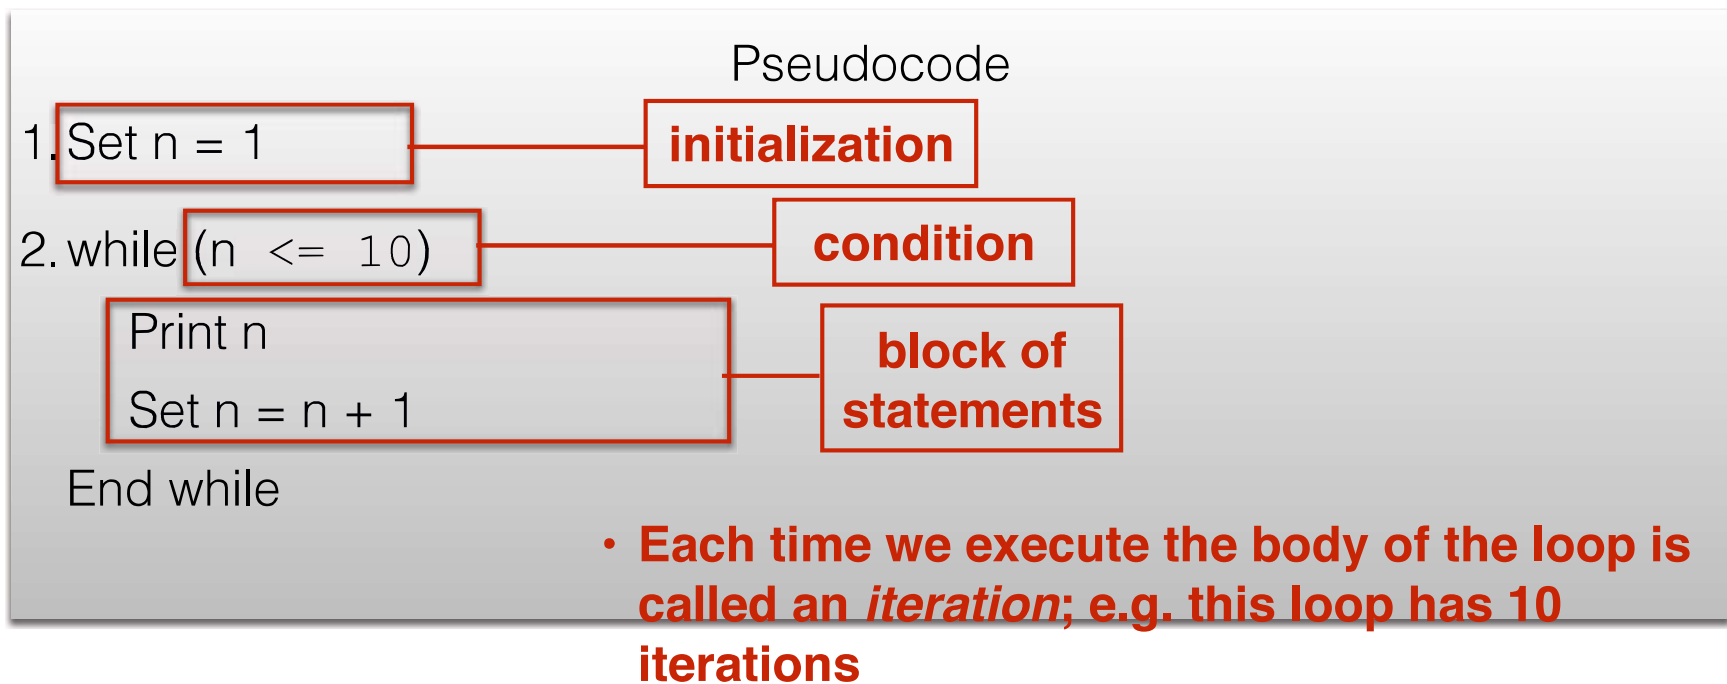 Pseudocode
1. Set n = 1
initialization
2. while (n <= 10)
condition
Print n
Set n = n + 1
block of
statements
End while
• Each time we execute the body of the loop is
called an iteration; e.g. this loop has 10
iterations